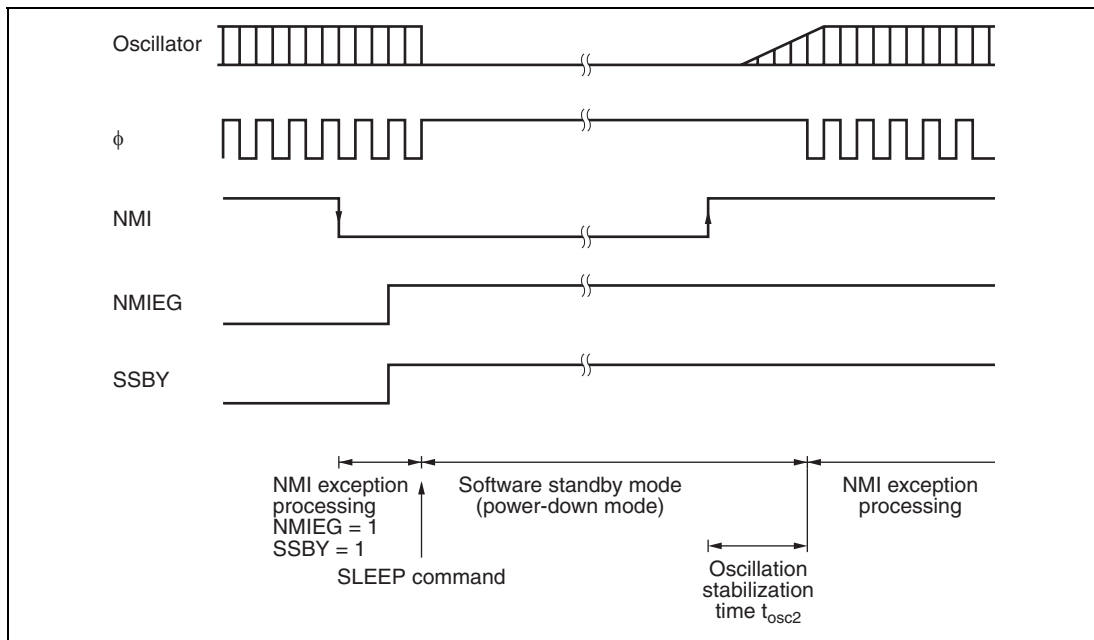 Oscillator
ϕ
NMI
NMIEG
SSBY
NMI exception
processing
NMIEG = 1
SSBY = 1
SLEEP command
Software standby mode
(power-down mode)
NMI exception
processing
Oscillation
stabilization
time tosc2